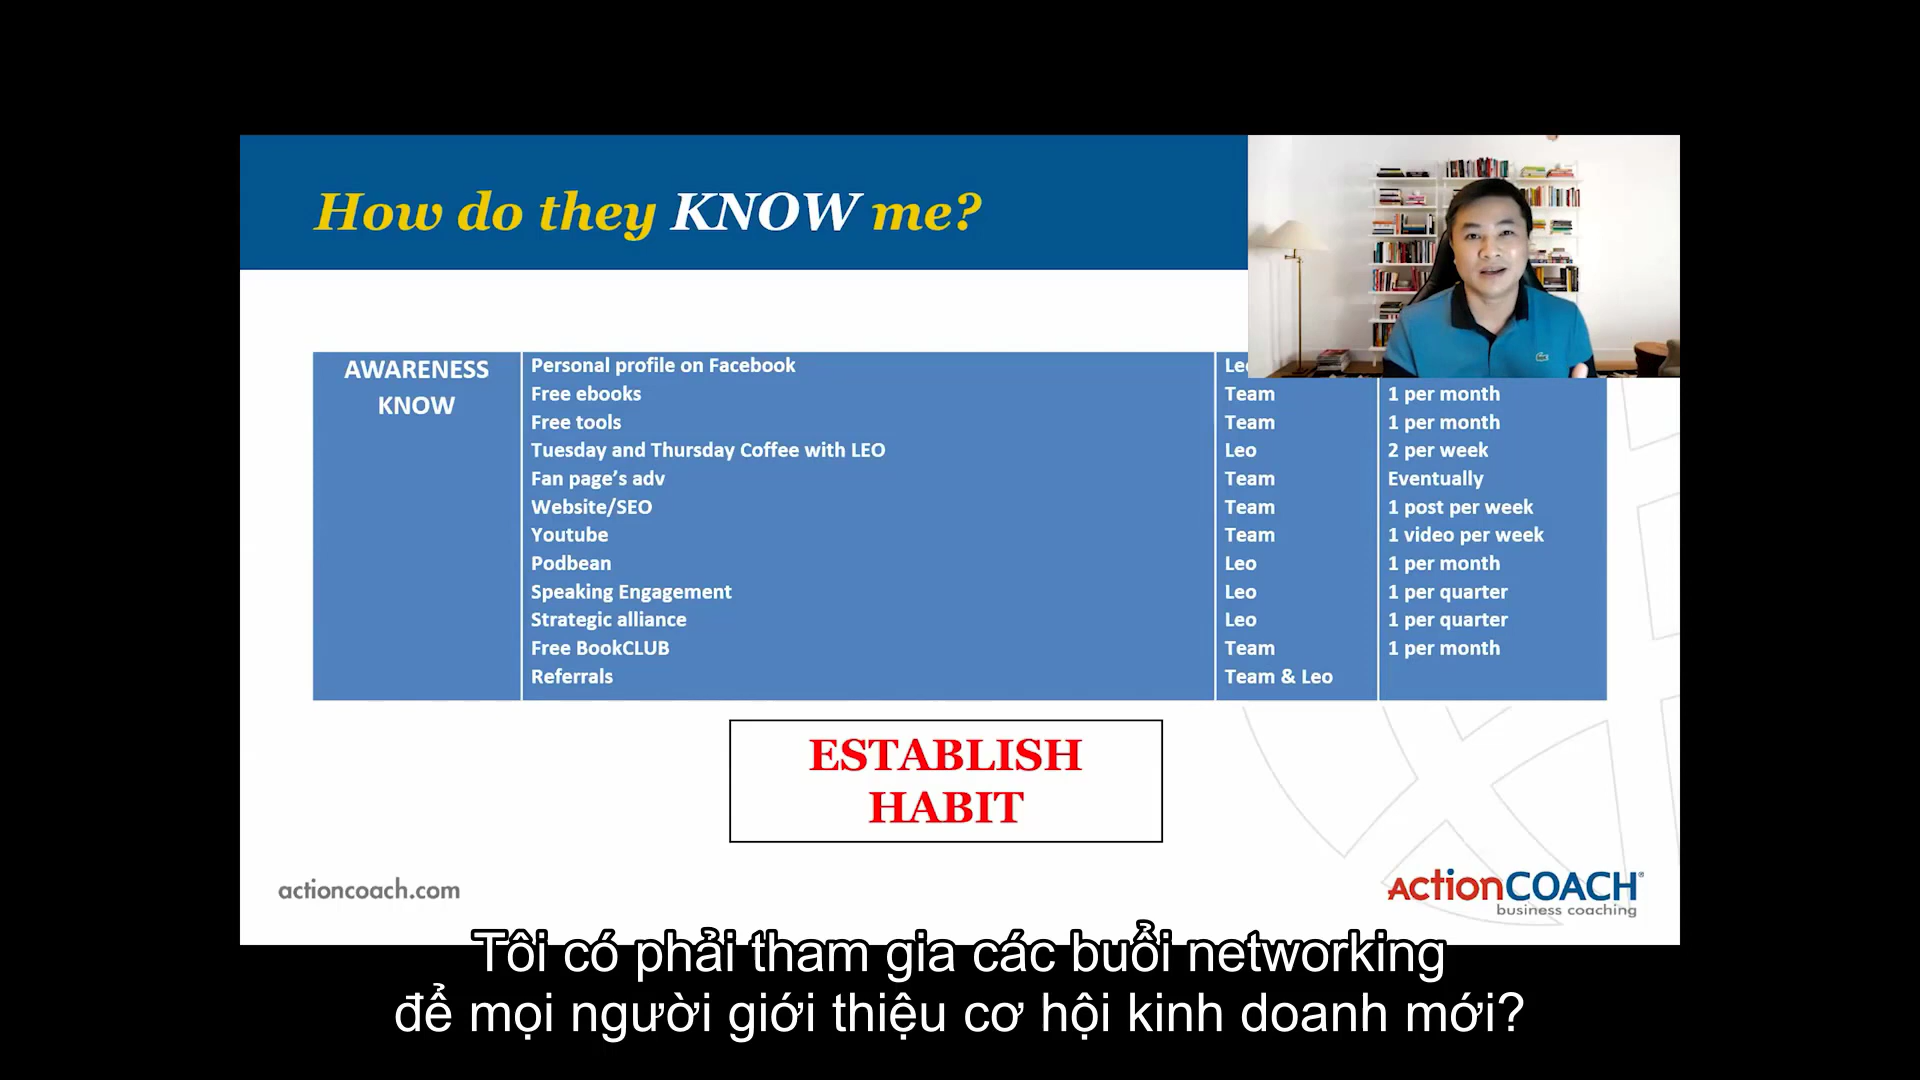 How do they KNOW me?
AWARENESS
KNOW
Personal profile on Facebook
Free ebooks Team 1 per month
Free tools Team 1 per month
Tuesday and Thursday Coffee with LEO Leo 2 per week
Fan page’s adv Team Eventually
Website/SEO Team 1 post per week
Youtube Team 1 video per week
Podbean Leo 1 per month
Speaking Engagement Leo 1 per quarter
Strategic alliance Leo 1 per quarter
Free BookCLUB Team 1 per month
Referrals Team & Leo
ESTABLISH
HABIT
actioncoach.com
ActionCOACH®
business coaching
Tôi có phải tham gia các buổi networking
để mọi người giới thiệu cơ hội kinh doanh mới?